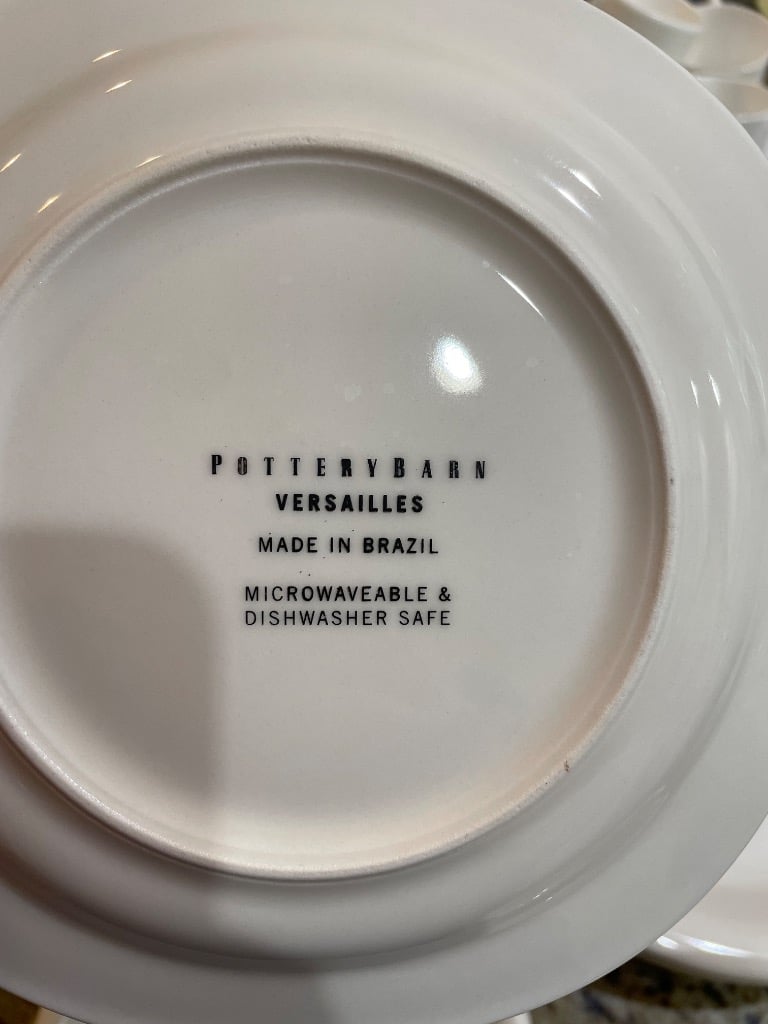 POTTERYBARN
VERSAILLES
MADE IN BRAZIL
MICROWAVEABLE &
DISHWASHER SAFE